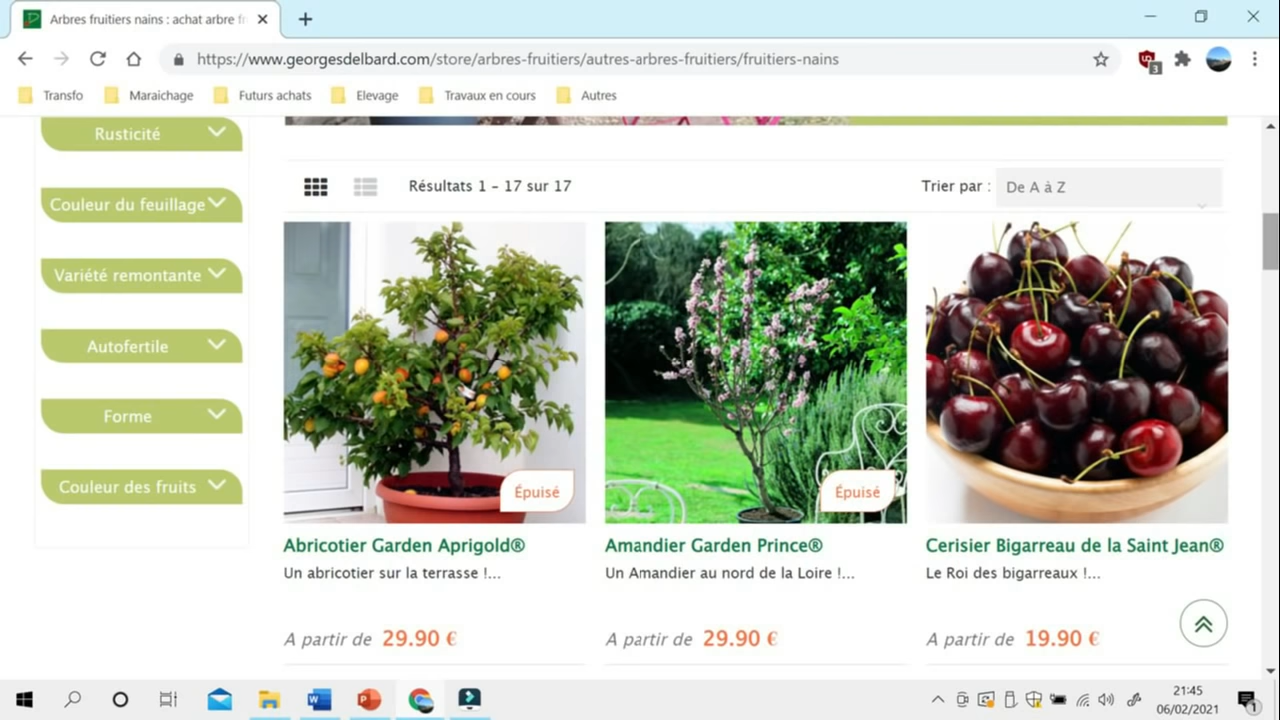 Arbres fruitiers nains : achat arbre fr
https://www.georgesdelbard.com/store/arbres-fruitiers/autres-arbres-fruitiers/fruitiers-nains
3
Transfo Maraichage Futurs achats Elevage Travaux en cours Autres
Rusticité
Couleur du feuillage
Variété remontante
Autofertile
Forme
Couleur des fruits
Résultats 1 - 17 sur 17
Trier par : De A à Z
Épuisé Épuisé
Abricotier Garden Aprigold® Amandier Garden Prince® Cerisier Bigarreau de la Saint Jean®
Un abricotier sur la terrasse !... Un Amandier au nord de la Loire !... Le Roi des bigarreaux !...
A partir de 29.90 € A partir de 29.90 € A partir de 19.90 €
21:45
06/02/2021
1